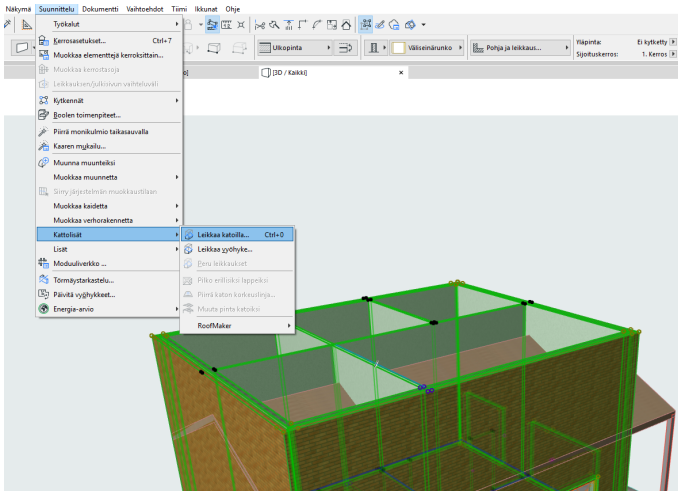 Näkymä Suunnitelu Dokumentti Vaihtoehdot Tiimi Ikkunat Ohje
Työkalut
Kerrosasetukset... Ctrl+7
Muokkaa elementtejä kerroksittain...
Muokkaa kerrostasoja
Leikkauksen/julkisivun vaihteluväli
Kytkennät
Boolen toimenpiteet...
Piirrä monikulmio taikasauvalla
Kaaren mukailu...
Muunna muunteiksi
Muokkaa muunnetta
Siirry järjestelmän muokkaustilaan
Muokkaa kaidetta
Muokkaa verhorakennetta
Kattolisät
Lisät
Moduuliverkko ...
Törmäystarkastelu...
Päivitä vyöhykkeet...
Energia-arvio
Leikkaa katoilla... Ctrl+0
Leikkaa vyöhyke...
Peru leikkaukset
Pilko erillisiksi lappeiksi
Piirrä katon korkeuslinja...
Muuta pinta katoiksi
RoofMaker
Ulkopinta
Väliseinärunko
Pohja ja leikkaus...
Yläpinta: Ei kytketty
Sijoituskerros: 1. Kerros
[3D / Kaikki]